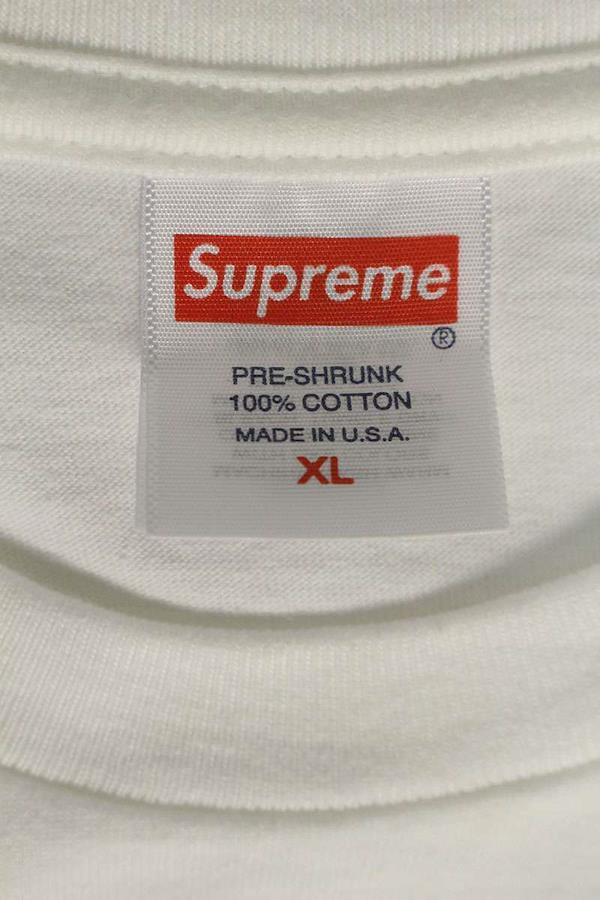 Supreme
®
PRE-SHRUNK
100% COTTON
MADE IN U.S.A.
XL